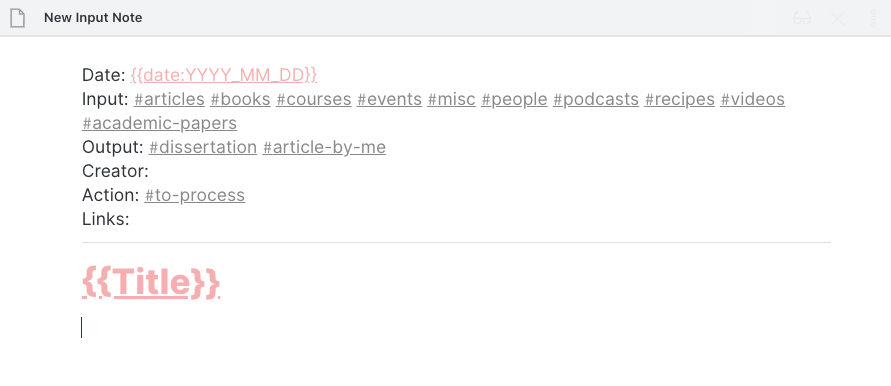 New Input Note
Date: {{date:YYYY_MM_DD}}
Input: #articles #books #courses #events #misc #people #podcasts #recipes #videos
#academic-papers
Output: #dissertation #article-by-me
Creator:
Action: #to-process
Links:
{{Title}}